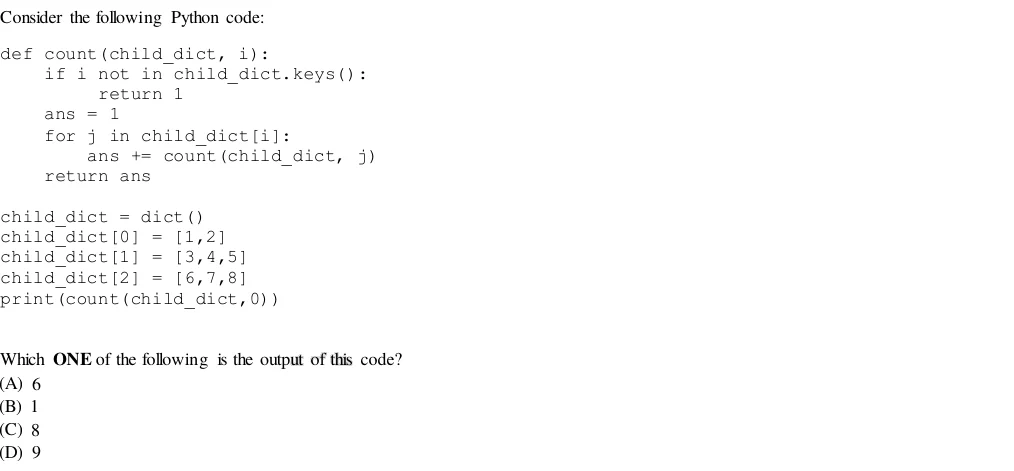 Consider the following Python code:
def count(child_dict, i):
    if i not in child_dict.keys():
        return 1
    ans = 1
    for j in child_dict[i]:
        ans += count(child_dict, j)
    return ans
child_dict = dict()
child_dict[0] = [1,2]
child_dict[1] = [3,4,5]
child_dict[2] = [6,7,8]
print(count(child_dict,0))
Which ONE of the following is the output of this code?
(A) 6
(B) 1
(C) 8
(D) 9